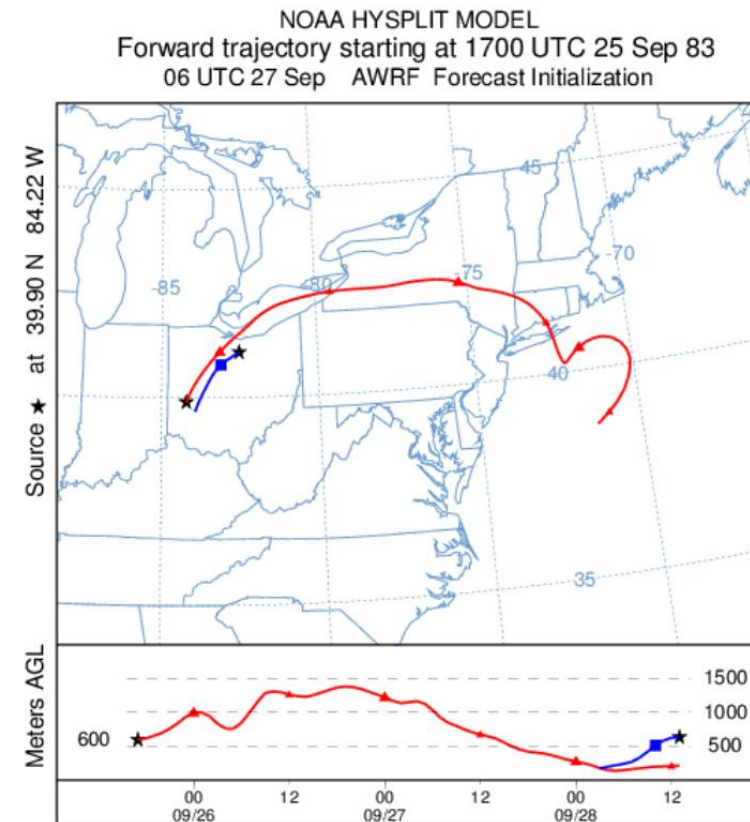 NOAA HYSPLIT MODEL
Forward trajectory starting at 1700 UTC 25 Sep 83
06 UTC 27 Sep AWRF Forecast Initialization
Source ★ at 39.90 N 84.22 W
45
-70
-75
-80
-85
40
35
Meters AGL
1500
1000
600
500
00 12 00 12 00 12
09/26 09/27 09/28